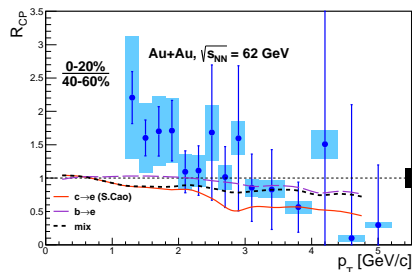 R_CP
3.5
3
2.5
2
1.5
1
0.5
0
0-20%
40-60%
Au+Au, √s_NN = 62 GeV
c→e (S.Cao)
b→e
mix
0 1 2 3 4 5
p_T [GeV/c]